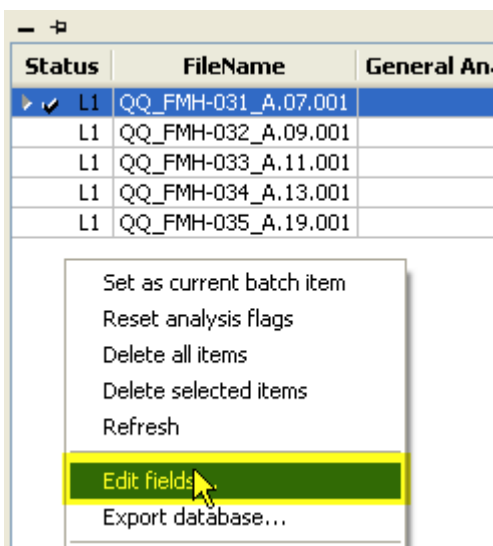 Status FileName General An.
L1 QQ_FMH-031_A.07.001
L1 QQ_FMH-032_A.09.001
L1 QQ_FMH-033_A.11.001
L1 QQ_FMH-034_A.13.001
L1 QQ_FMH-035_A.19.001
Set as current batch item
Reset analysis flags
Delete all items
Delete selected items
Refresh
Edit fields...
Export database...